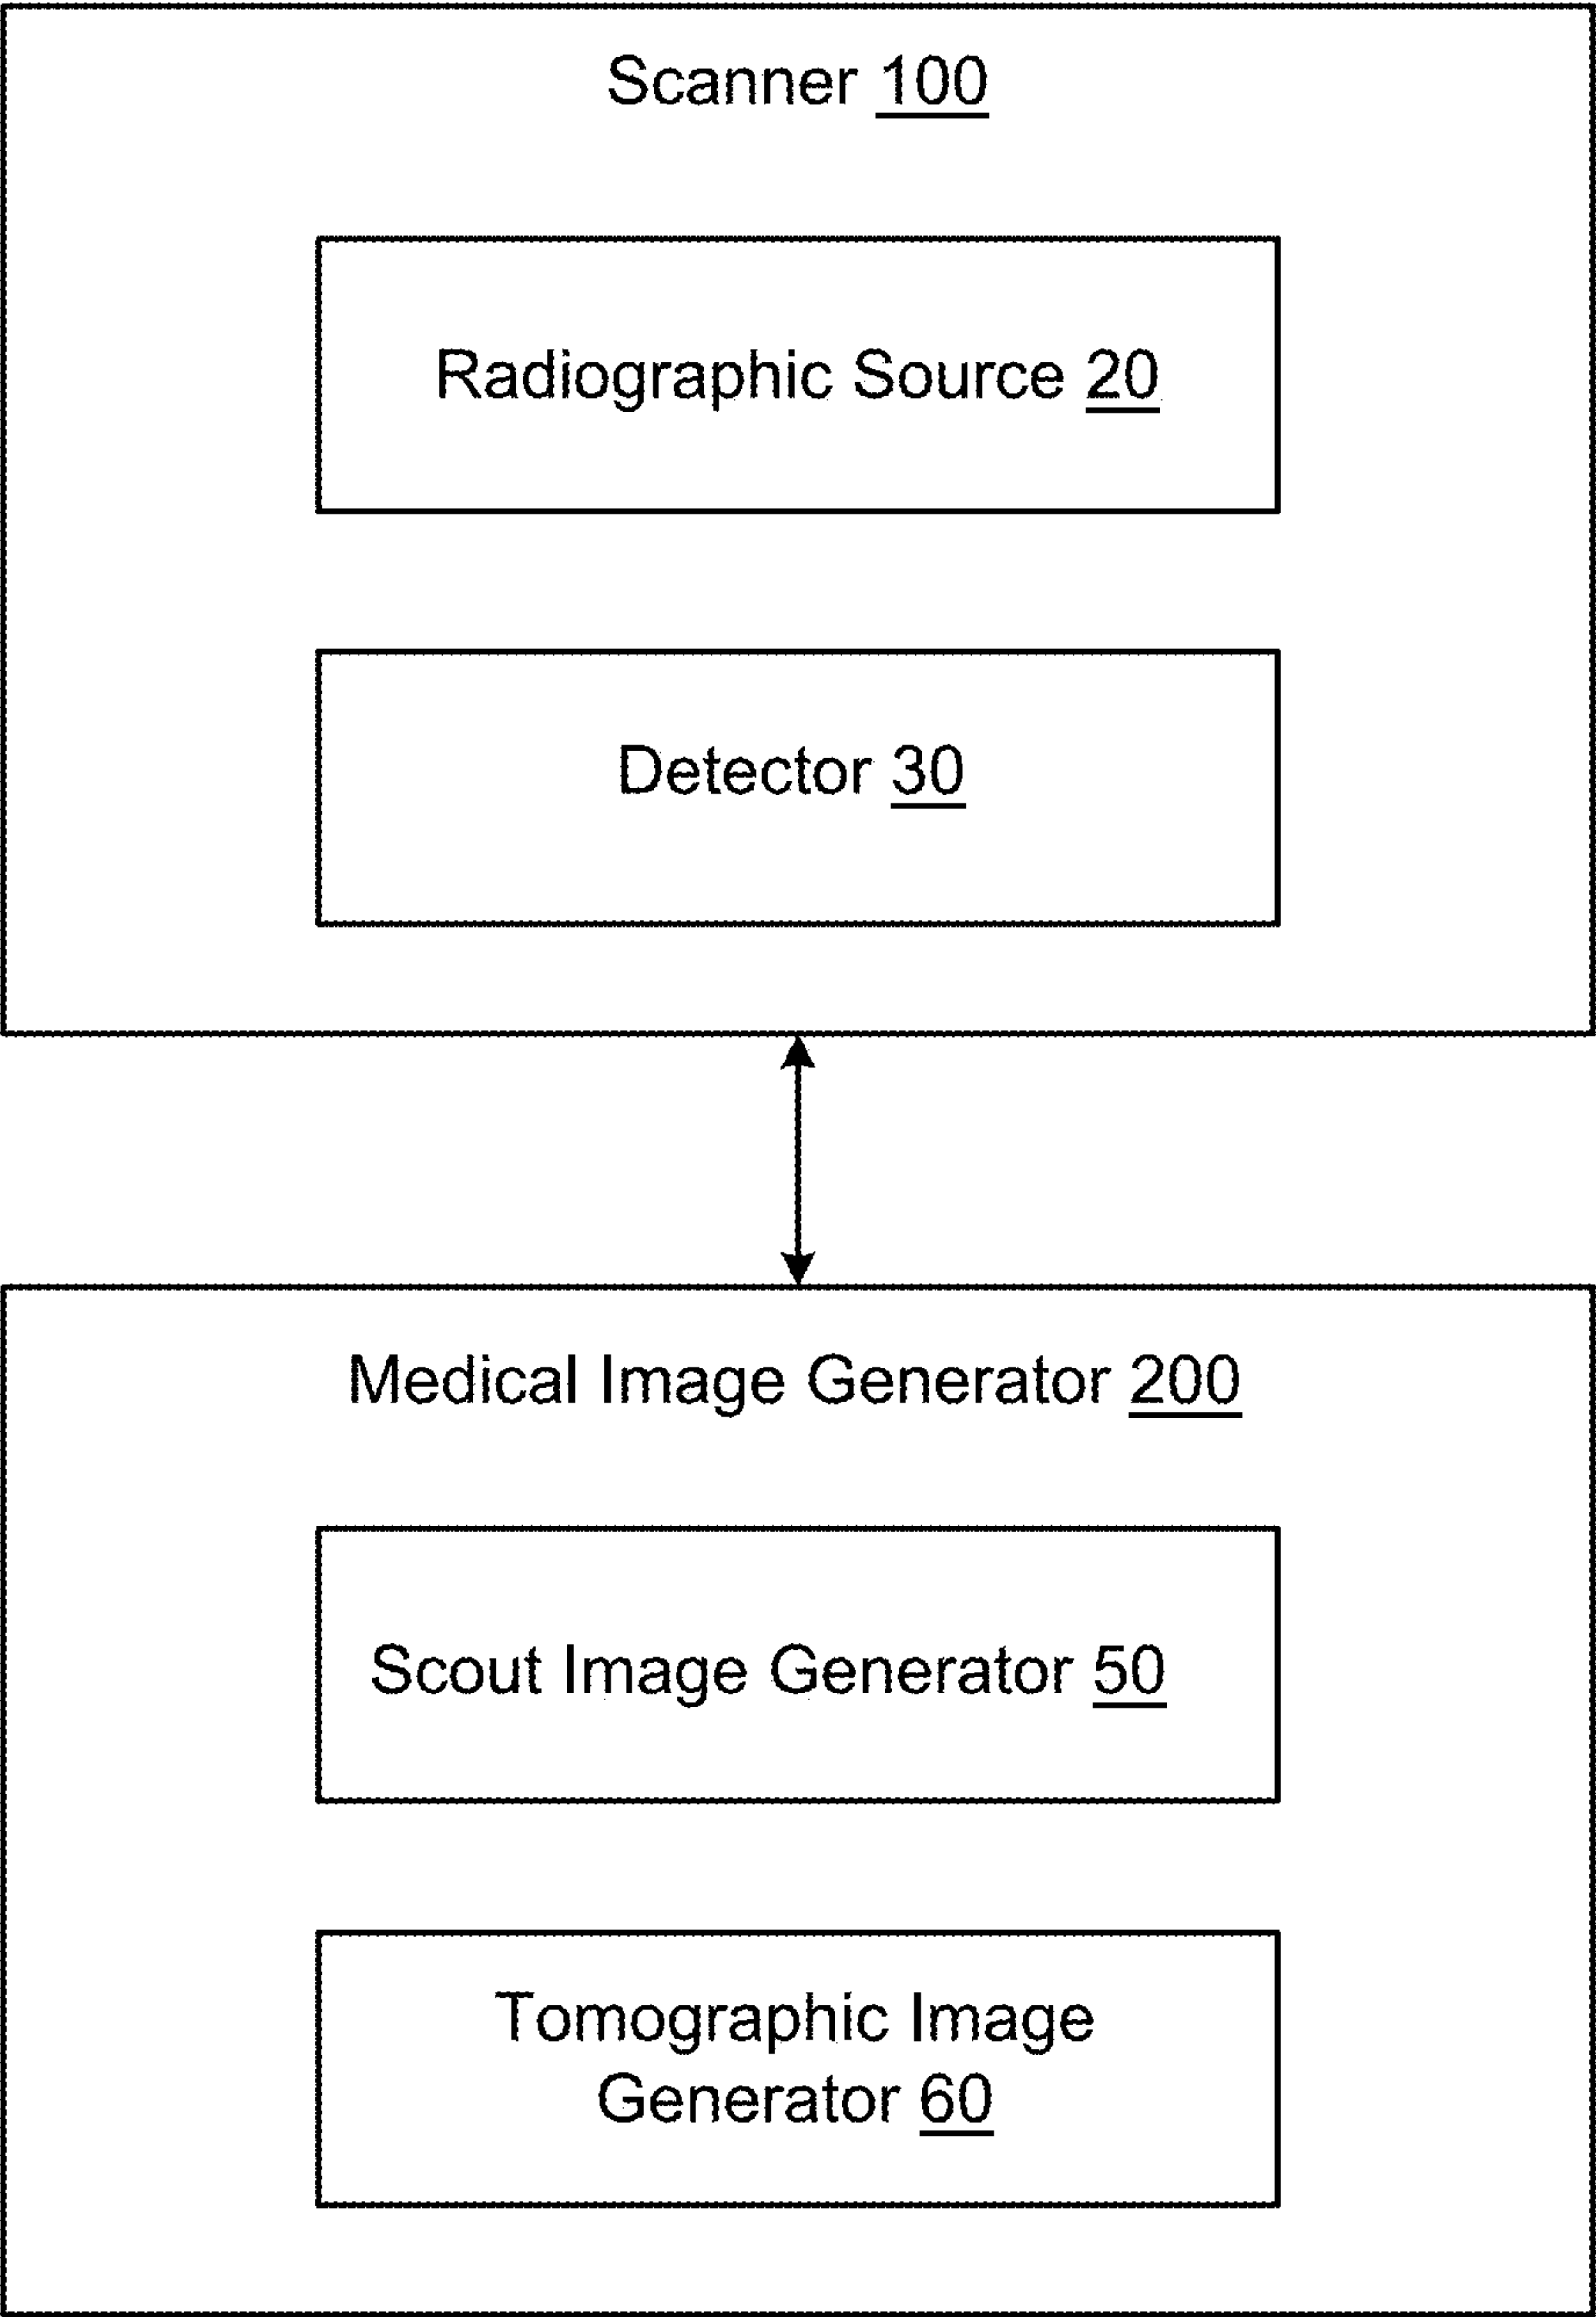 Scanner 100
Radiographic Source 20
Detector 30
Medical Image Generator 200
Scout Image Generator 50
Tomographic Image
Generator 60